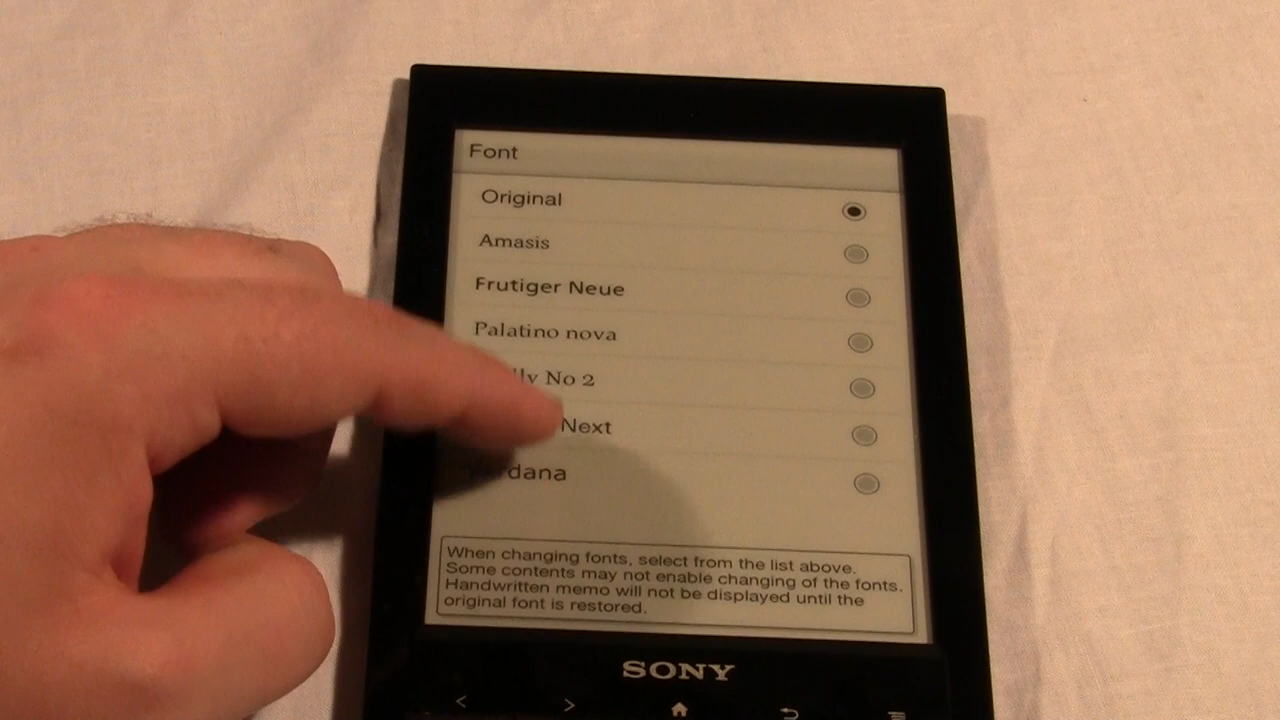 Font
Original
Amasis
Frutiger Neue
Palatino nova
No 2
Next
When changing fonts, select from the list above.
Some contents may not enable changing of the fonts.
Handwritten memo will not be displayed until the
original font is restored.
SONY